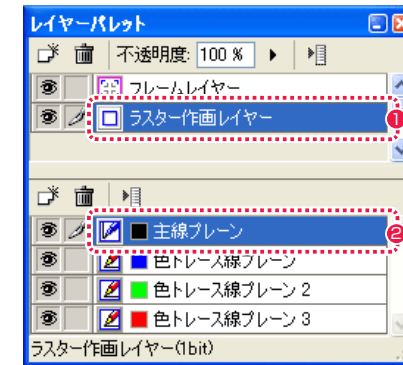 レイヤーパレット
不透明度: 100 %
フレームレイヤー
ラスター作画レイヤー
1
主線プレーン
2
色トレース線プレーン
色トレース線プレーン 2
色トレース線プレーン 3
ラスター作画レイヤー(1bit)